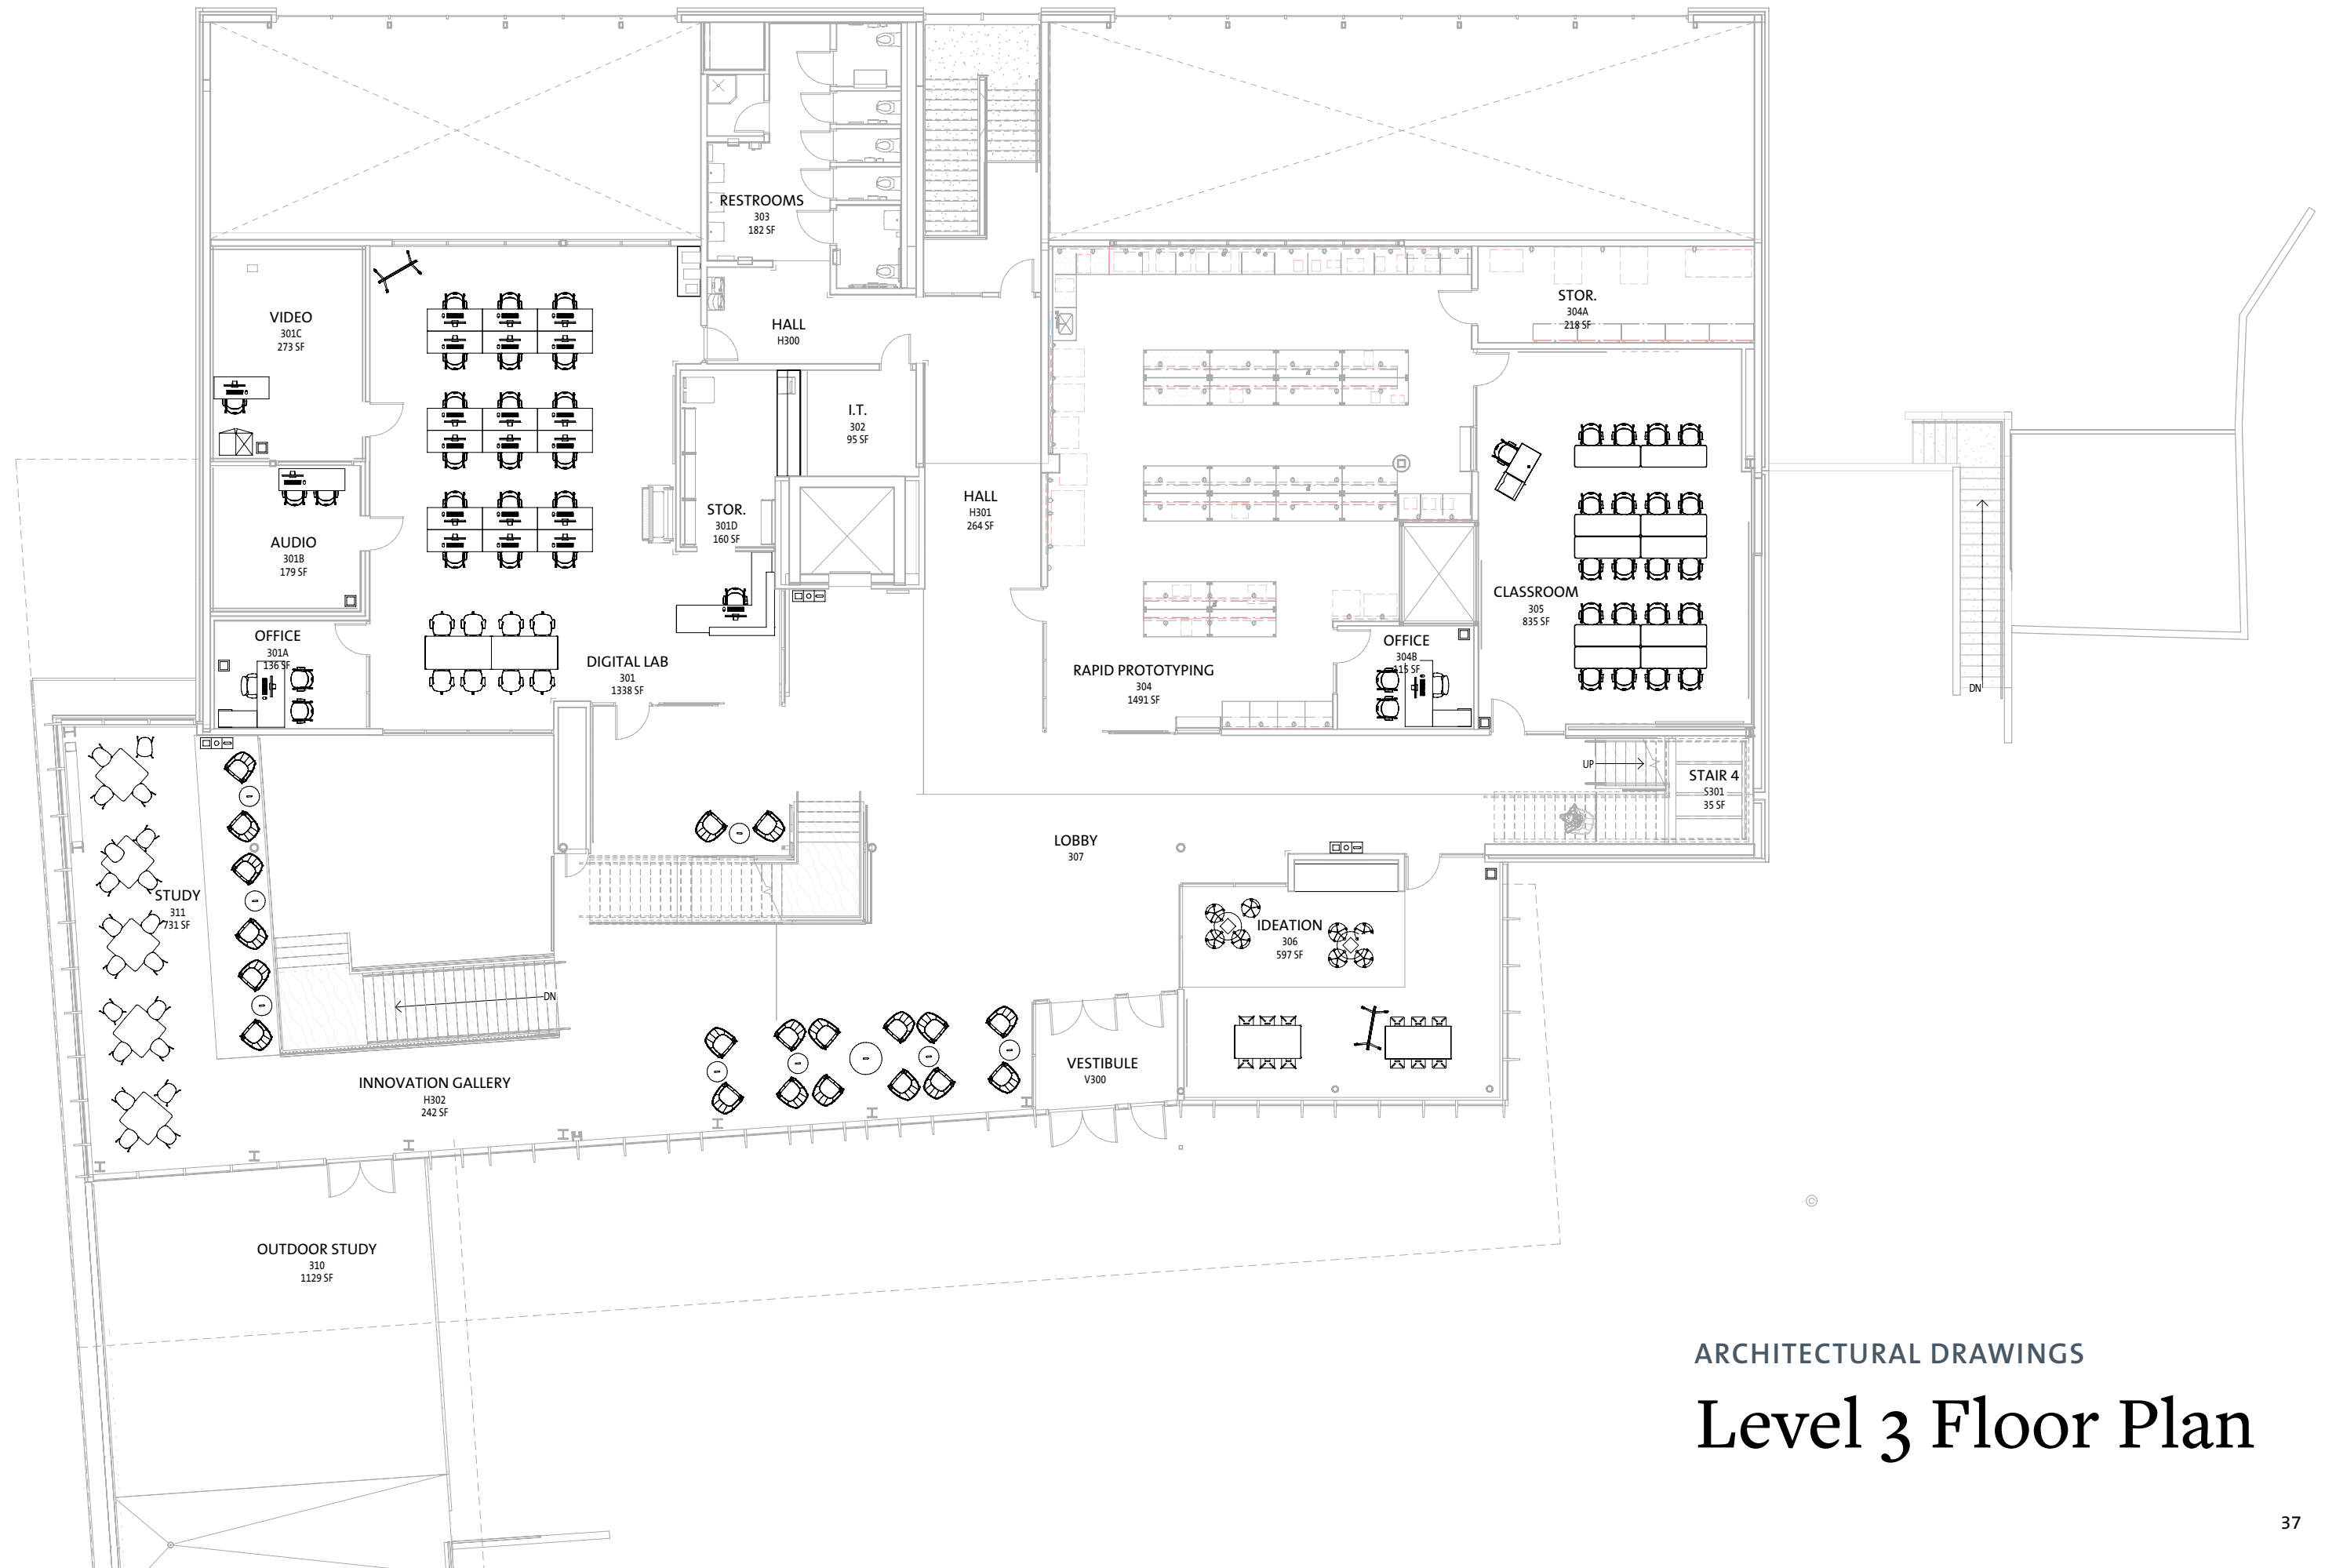 RESTROOMS
303
182 SF
VIDEO
301C
273 SF
HALL
H300
STOR.
304A
218 SF
I.T.
302
95 SF
HALL
H301
264 SF
STOR.
301D
160 SF
AUDIO
301B
179 SF
CLASSROOM
305
835 SF
OFFICE
301A
136 SF
DIGITAL LAB
301
1338 SF
RAPID PROTOTYPING
304
1491 SF
OFFICE
304B
115 SF
DN
UP
STAIR 4
S301
35 SF
LOBBY
307
STUDY
311
731 SF
IDEATION
306
597 SF
DN
INNOVATION GALLERY
H302
242 SF
VESTIBULE
V300
OUTDOOR STUDY
310
1129 SF
©
ARCHITECTURAL DRAWINGS
Level 3 Floor Plan
37